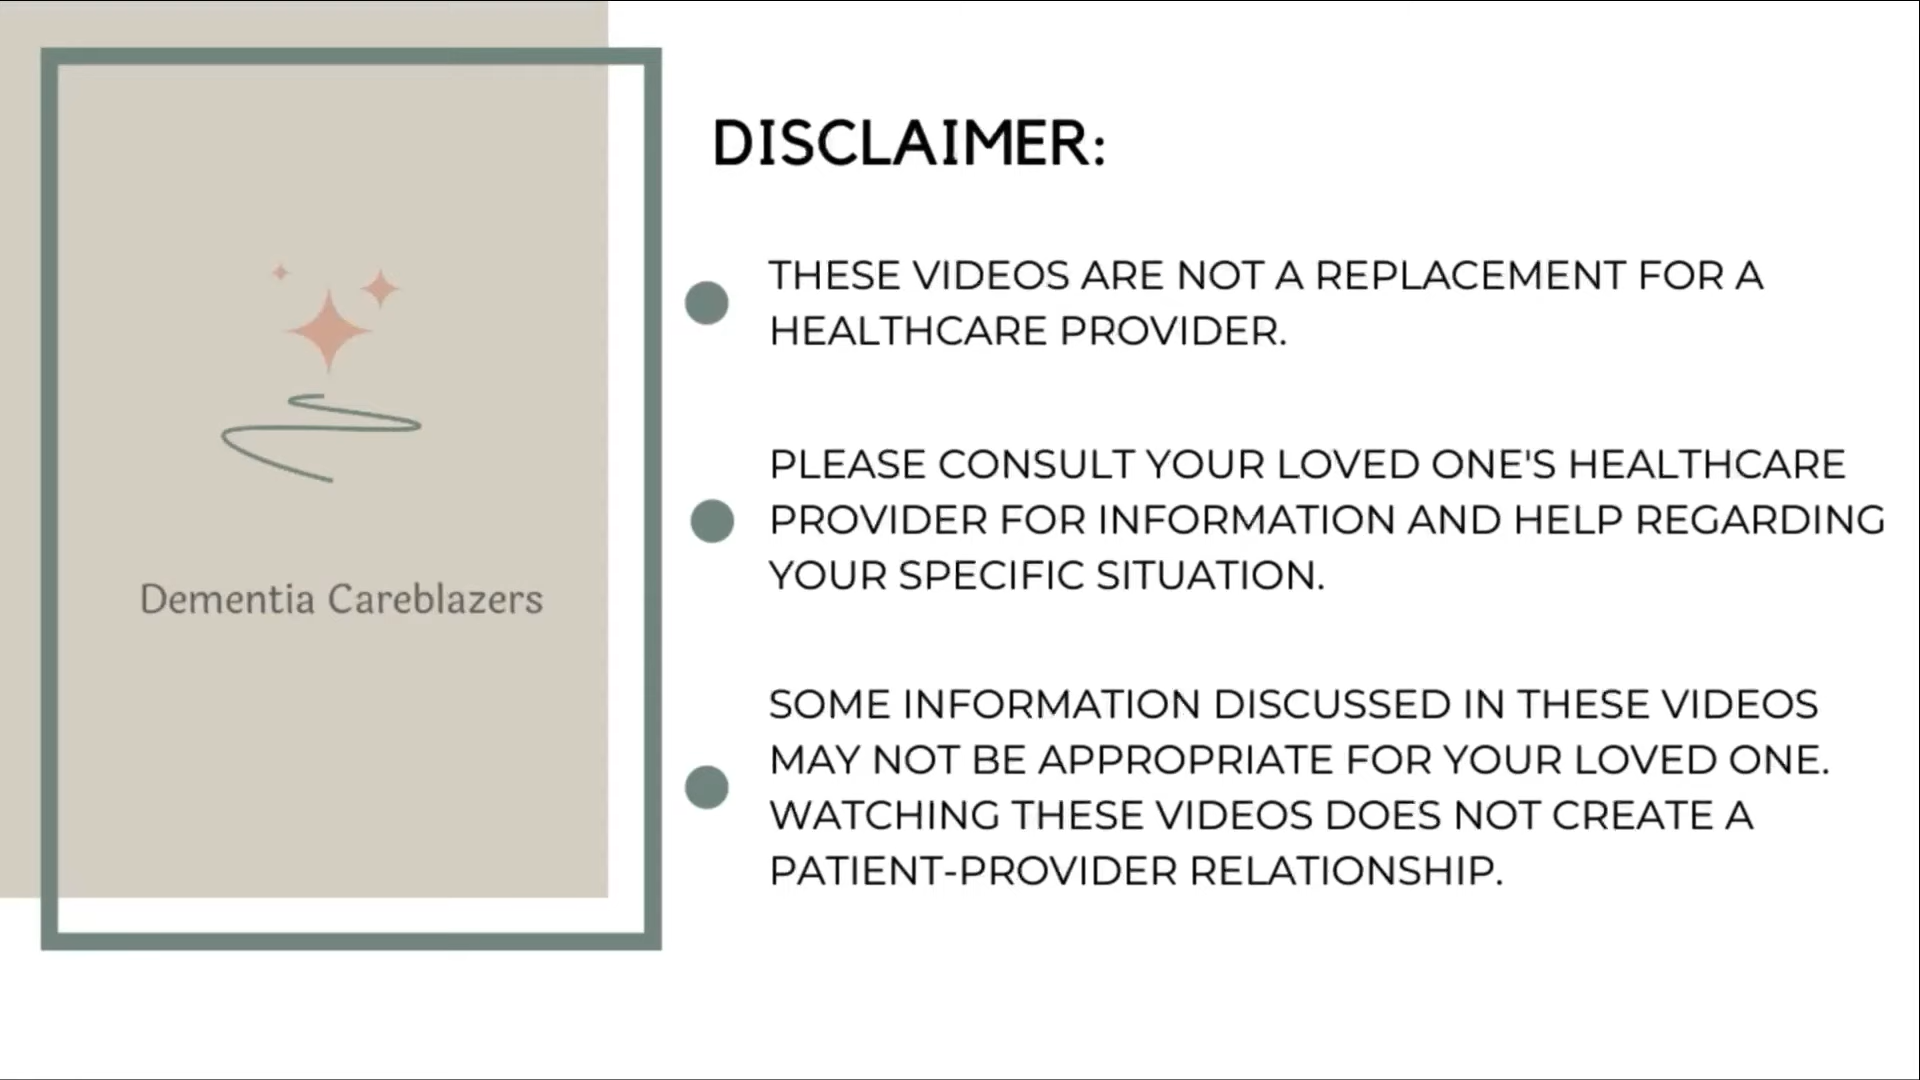 Dementia Careblazers
DISCLAIMER:
THESE VIDEOS ARE NOT A REPLACEMENT FOR A
HEALTHCARE PROVIDER.
PLEASE CONSULT YOUR LOVED ONE'S HEALTHCARE
PROVIDER FOR INFORMATION AND HELP REGARDING
YOUR SPECIFIC SITUATION.
SOME INFORMATION DISCUSSED IN THESE VIDEOS
MAY NOT BE APPROPRIATE FOR YOUR LOVED ONE.
WATCHING THESE VIDEOS DOES NOT CREATE A
PATIENT-PROVIDER RELATIONSHIP.